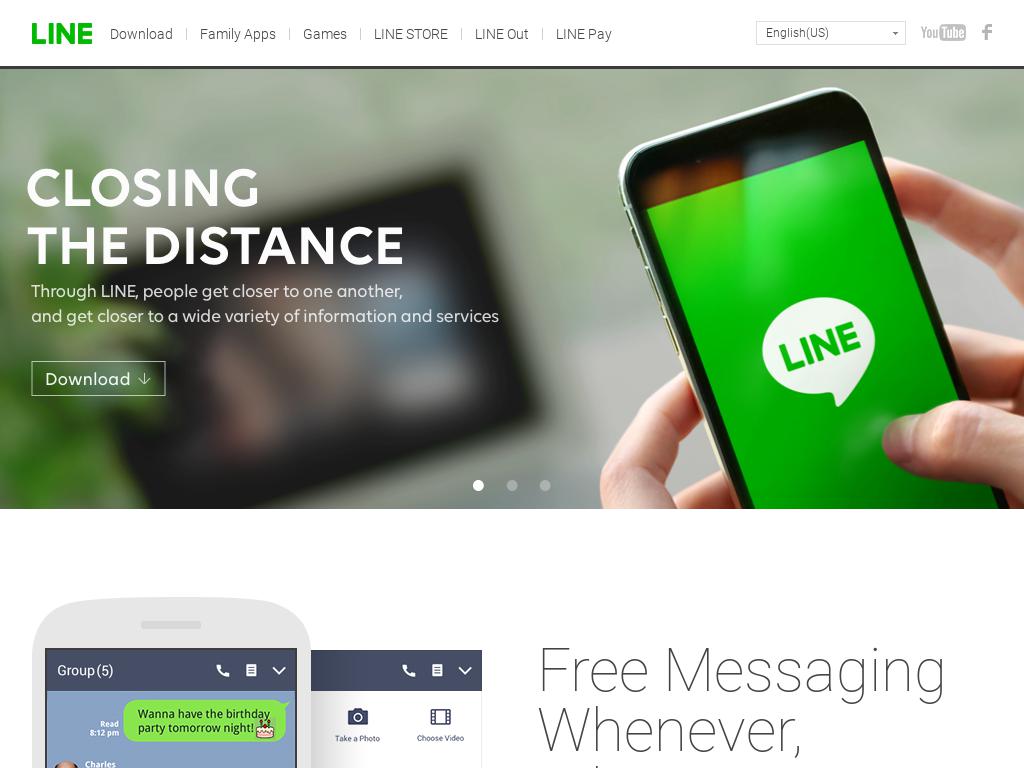 LINE
Download
Family Apps
Games
LINE STORE
LINE Out
LINE Pay
English(US)
YouTube
f
CLOSING
THE DISTANCE
Through LINE, people get closer to one another,
and get closer to a wide variety of information and services
Download
LINE
Group (5)
Wanna have the birthday
party tomorrow night!
Read
8:12 pm
Charles
Take a Photo
Choose Video
Free Messaging
Whenever,